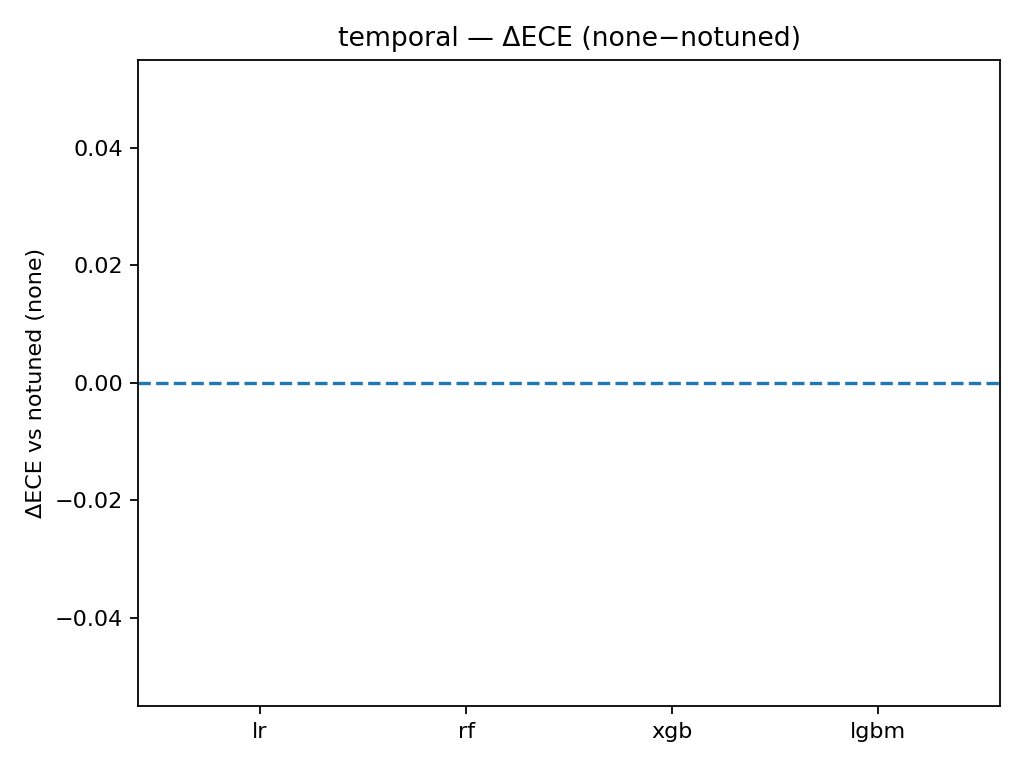 temporal — ΔECE (none−notuned)
ΔECE vs notuned (none)
0.04
0.02
0.00
−0.02
−0.04
lr rf xgb lgbm